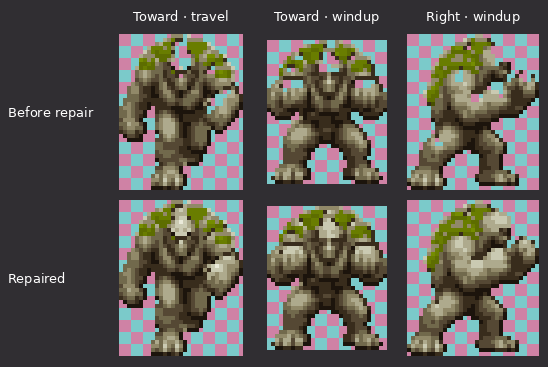 Toward · travel
Toward · windup
Right · windup
Before repair
Repaired